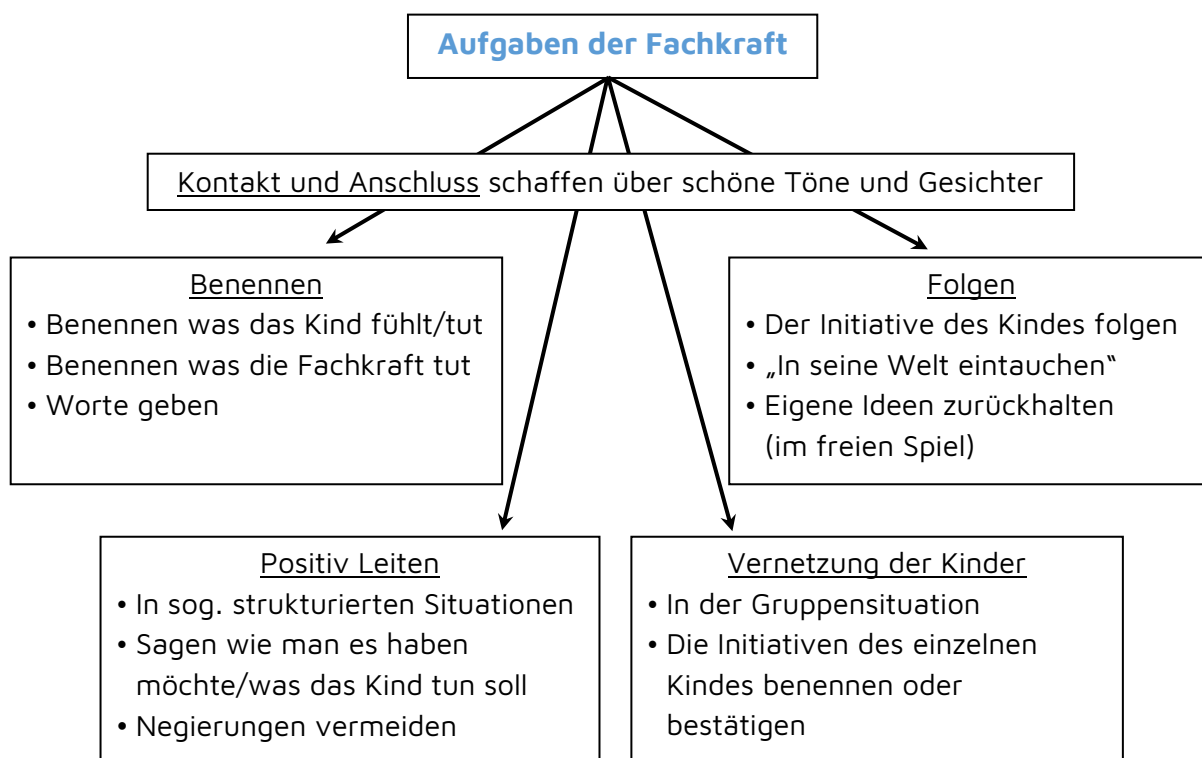 Aufgaben der Fachkraft
Kontakt und Anschluss schaffen über schöne Töne und Gesichter
Benennen
• Benennen was das Kind fühlt/tut
• Benennen was die Fachkraft tut
• Worte geben
Folgen
• Der Initiative des Kindes folgen
• „In seine Welt eintauchen“
• Eigene Ideen zurückhalten
(im freien Spiel)
Positiv Leiten
• In sog. strukturierten Situationen
• Sagen wie man es haben
möchte/was das Kind tun soll
• Negierungen vermeiden
Vernetzung der Kinder
• In der Gruppensituation
• Die Initiativen des einzelnen
Kindes benennen oder
bestätigen